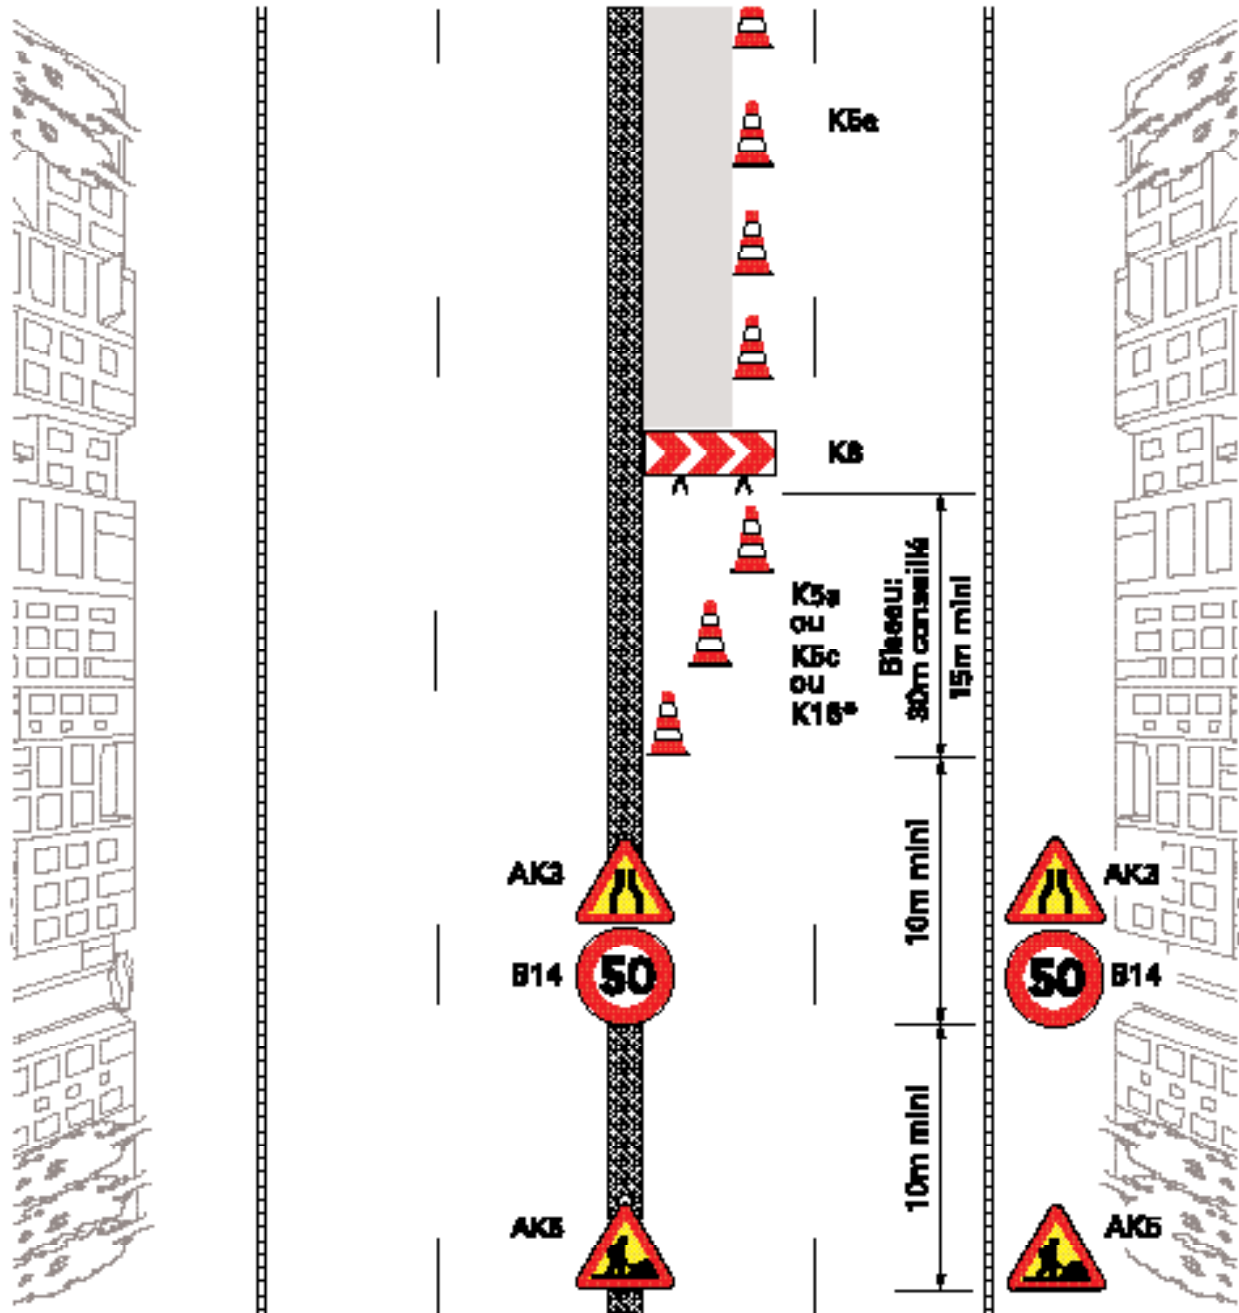 K5a
K8
K5a
ou
K5c
ou
K16*
Biseau:
30m conseillé
15m mini
AK3
10m mini
AK3
B14
50
50
B14
10m mini
AK5
AK5